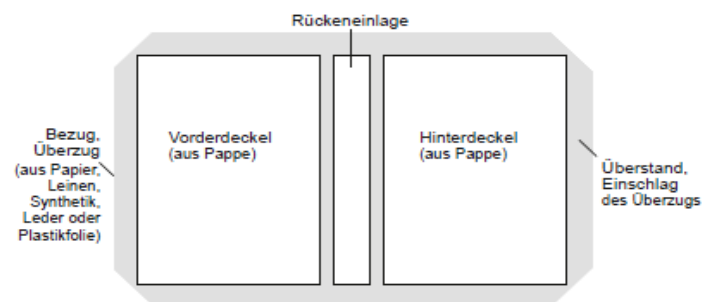 Rückeneinlage
Bezug,
Überzug
(aus Papier,
Leinen,
Synthetik,
Leder oder
Plastikfolie)
Vorderdeckel
(aus Pappe)
Hinterdeckel
(aus Pappe)
Überstand,
Einschlag
des Überzugs